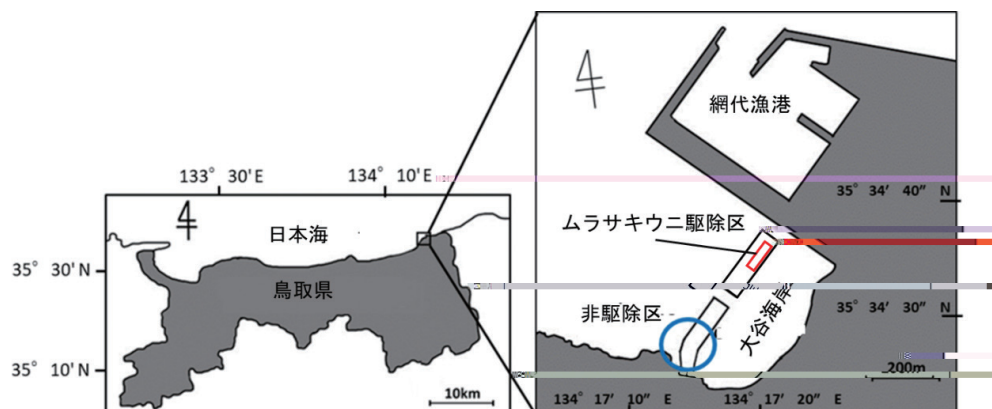 133° 30' E
134° 10' E
日本海
35° 30' N
鳥取県
35° 10' N
10km
網代漁港
35° 34′ 40″ N
ムラサキウニ駆除区
非駆除区
大谷海岸
35° 34′ 30″ N
200m
134° 17′ 10″ E
134° 17′ 20″ E